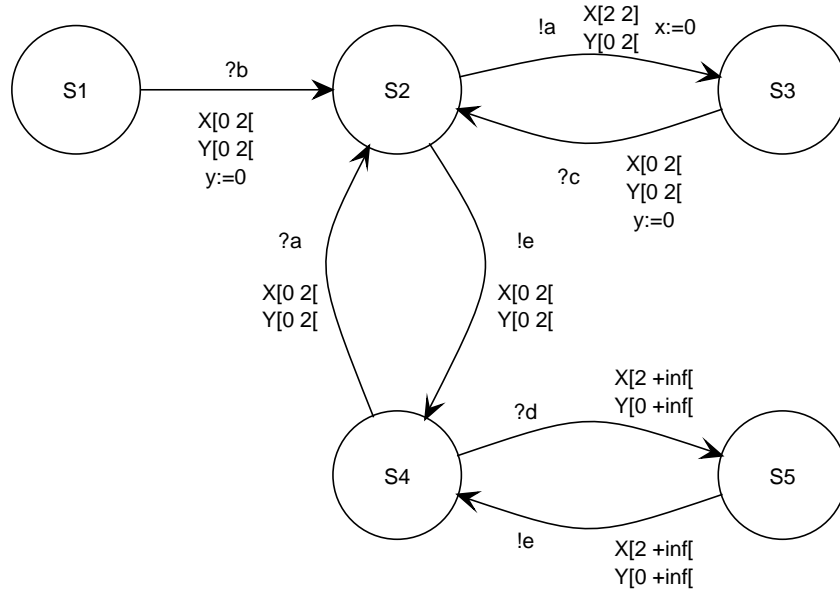 !a
X[2 2]
Y[0 2[
x:=0
?b
S1
S2
S3
X[0 2[
Y[0 2[
y:=0
?c
X[0 2[
Y[0 2[
y:=0
?a
!e
X[0 2[
Y[0 2[
X[0 2[
Y[0 2[
?d
X[2 +inf[
Y[0 +inf[
S4
S5
!e
X[2 +inf[
Y[0 +inf[